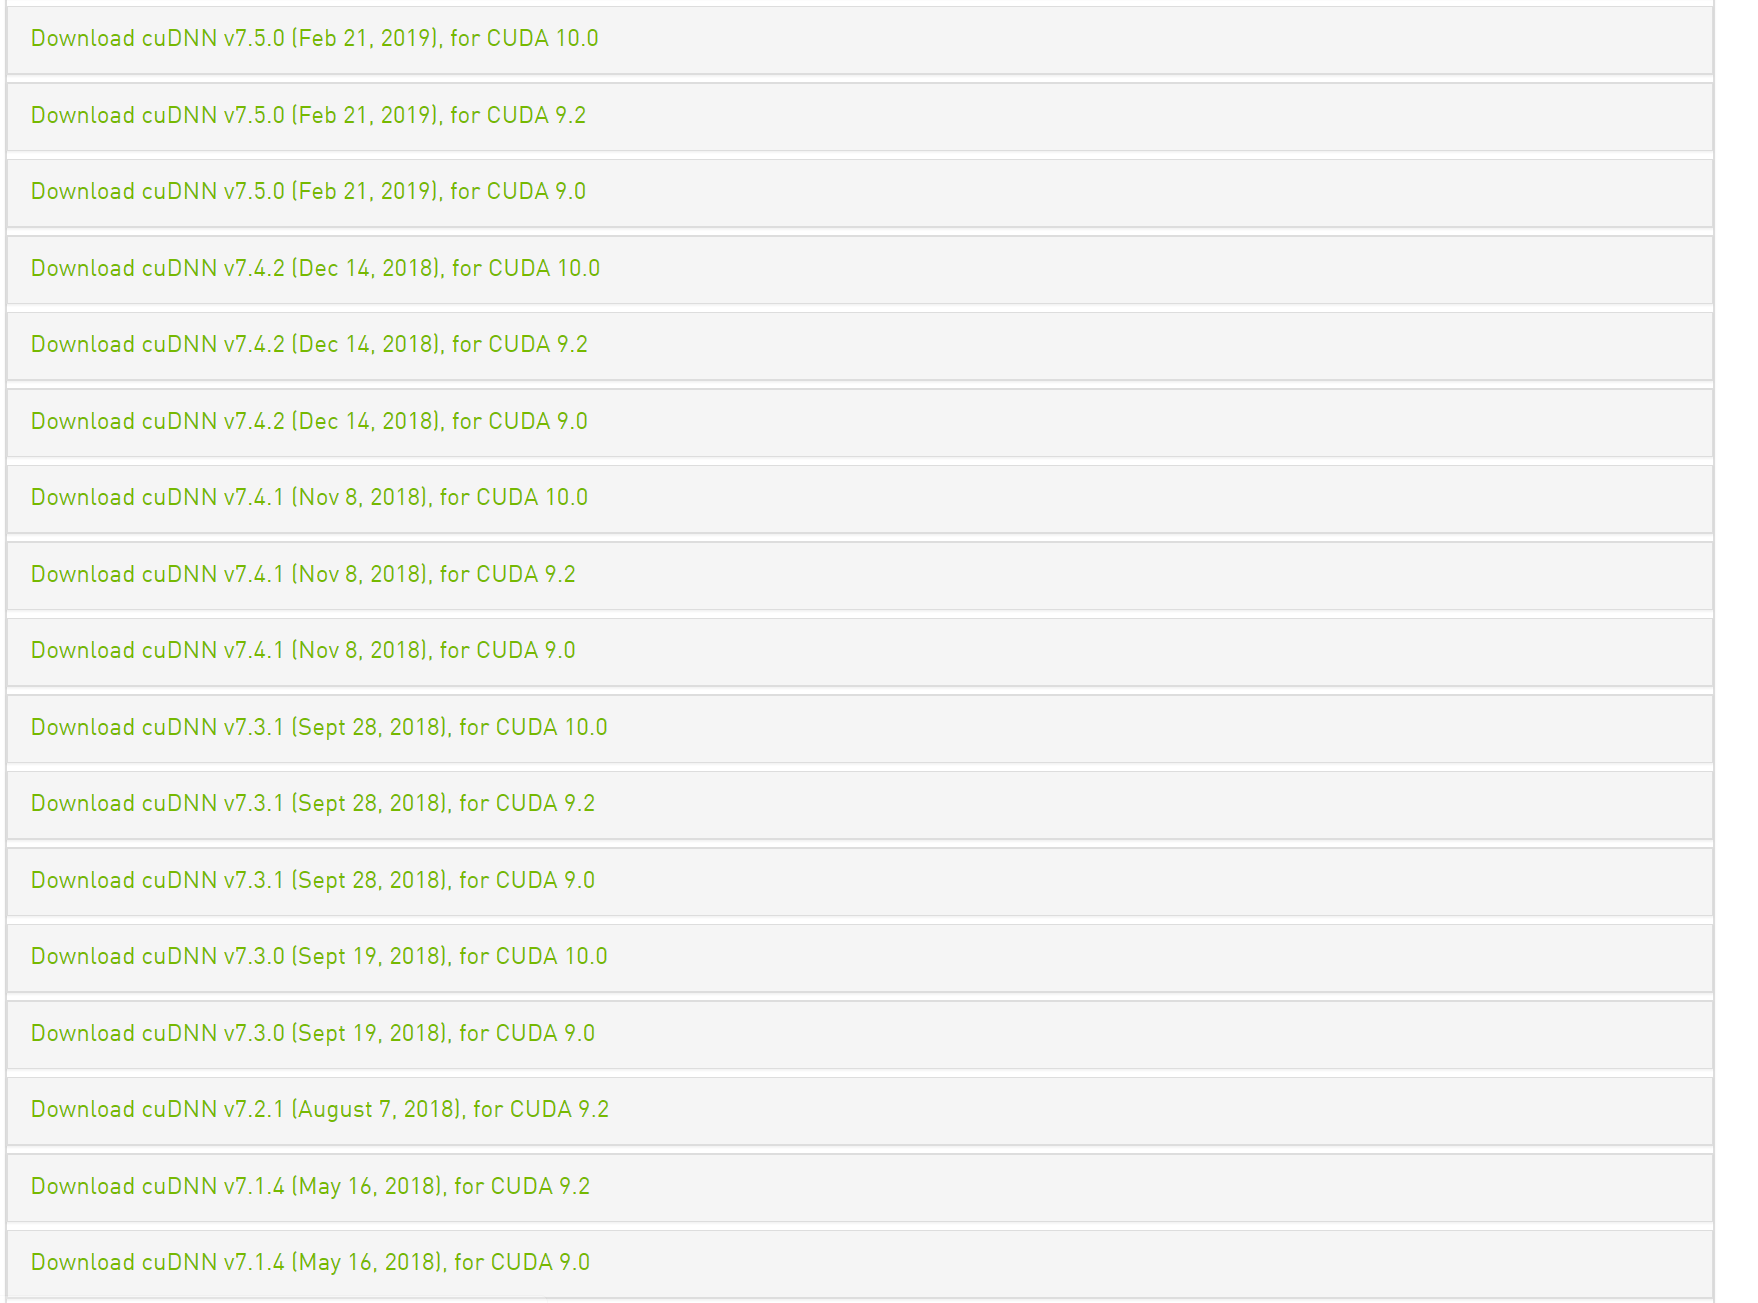 Download cuDNN v7.5.0 (Feb 21, 2019), for CUDA 10.0
Download cuDNN v7.5.0 (Feb 21, 2019), for CUDA 9.2
Download cuDNN v7.5.0 (Feb 21, 2019), for CUDA 9.0
Download cuDNN v7.4.2 (Dec 14, 2018), for CUDA 10.0
Download cuDNN v7.4.2 (Dec 14, 2018), for CUDA 9.2
Download cuDNN v7.4.2 (Dec 14, 2018), for CUDA 9.0
Download cuDNN v7.4.1 (Nov 8, 2018), for CUDA 10.0
Download cuDNN v7.4.1 (Nov 8, 2018), for CUDA 9.2
Download cuDNN v7.4.1 (Nov 8, 2018), for CUDA 9.0
Download cuDNN v7.3.1 (Sept 28, 2018), for CUDA 10.0
Download cuDNN v7.3.1 (Sept 28, 2018), for CUDA 9.2
Download cuDNN v7.3.1 (Sept 28, 2018), for CUDA 9.0
Download cuDNN v7.3.0 (Sept 19, 2018), for CUDA 10.0
Download cuDNN v7.3.0 (Sept 19, 2018), for CUDA 9.0
Download cuDNN v7.2.1 (August 7, 2018), for CUDA 9.2
Download cuDNN v7.1.4 (May 16, 2018), for CUDA 9.2
Download cuDNN v7.1.4 (May 16, 2018), for CUDA 9.0